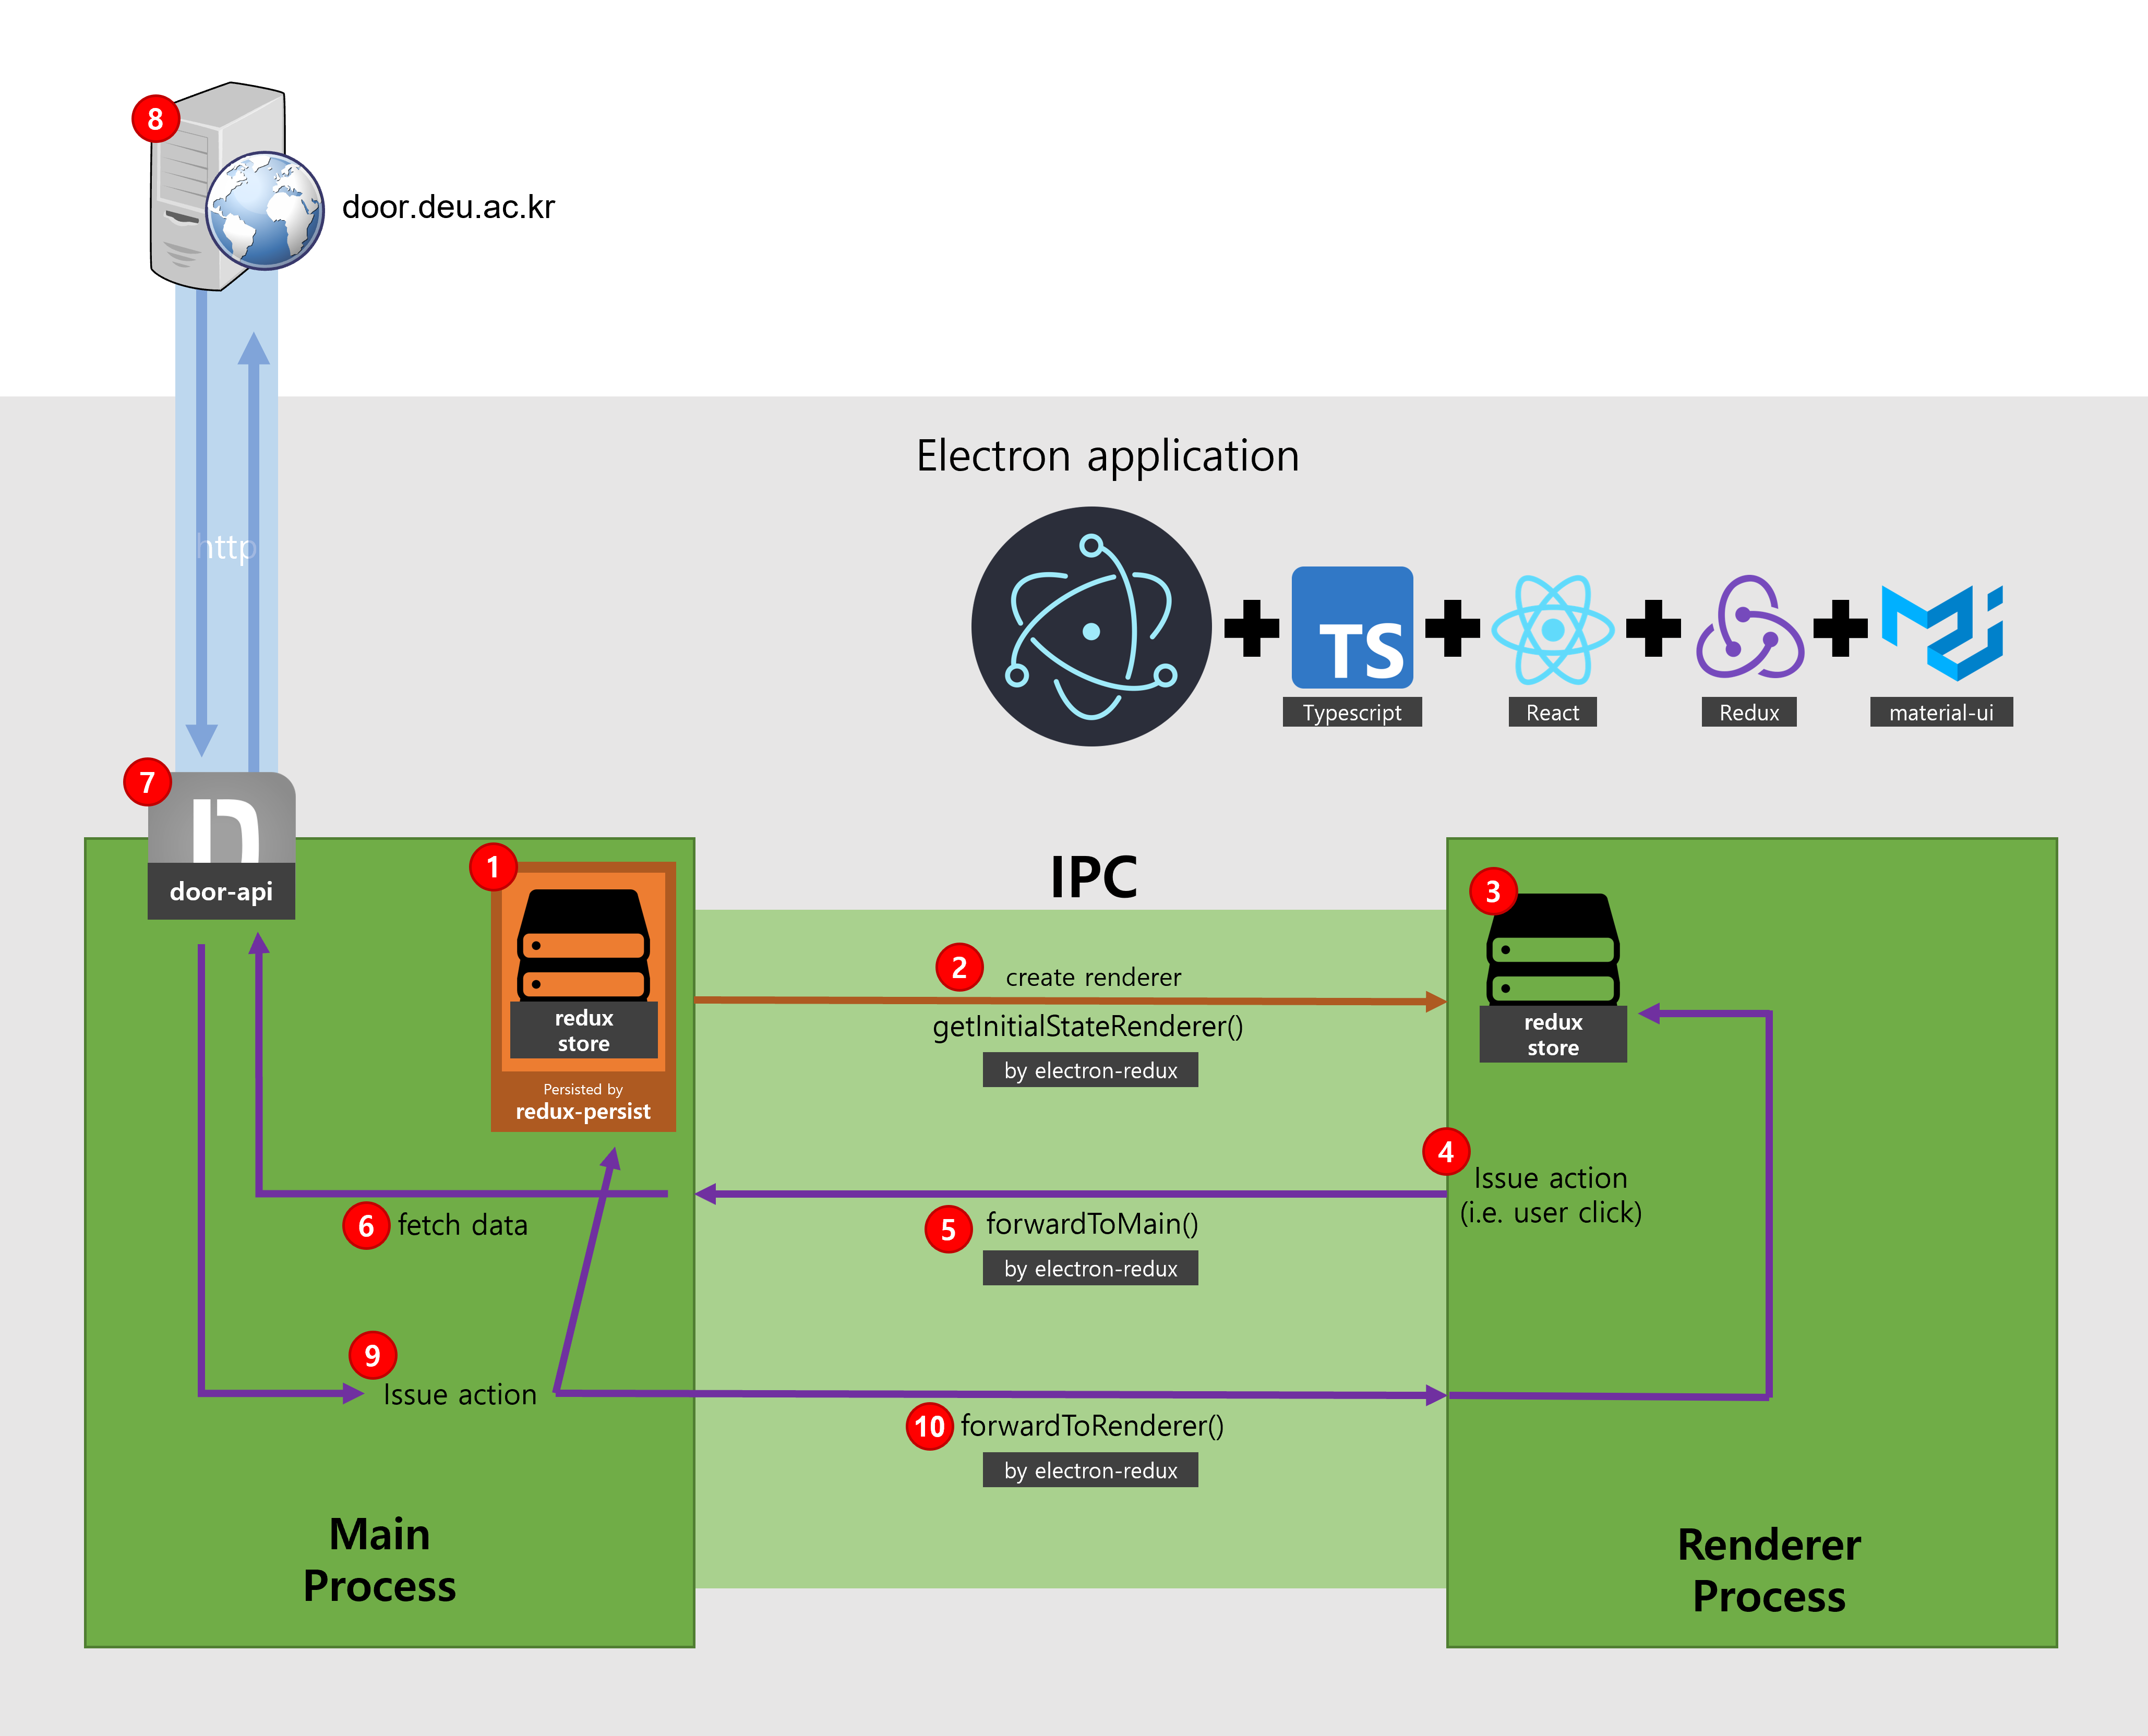 8
door.deu.ac.kr
Electron application
http
TS
Typescript
React
Redux
material-ui
7
door-api
1
redux
store
Persisted by
redux-persist
IPC
2
create renderer
getInitialStateRenderer()
by electron-redux
3
redux
store
4
Issue action
(i.e. user click)
5
forwardToMain()
by electron-redux
6
fetch data
9
Issue action
10
forwardToRenderer()
by electron-redux
Main
Process
Renderer
Process